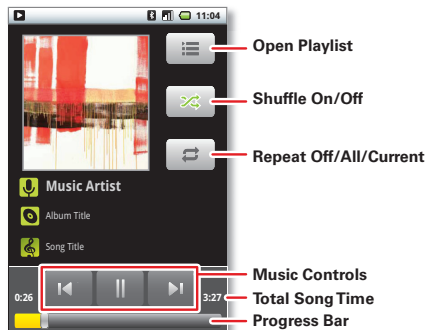 11:04
Open Playlist
Shuffle On/Off
Repeat Off/All/Current
Music Artist
Album Title
Song Title
Music Controls
0:26 3:27 Total Song Time
Progress Bar